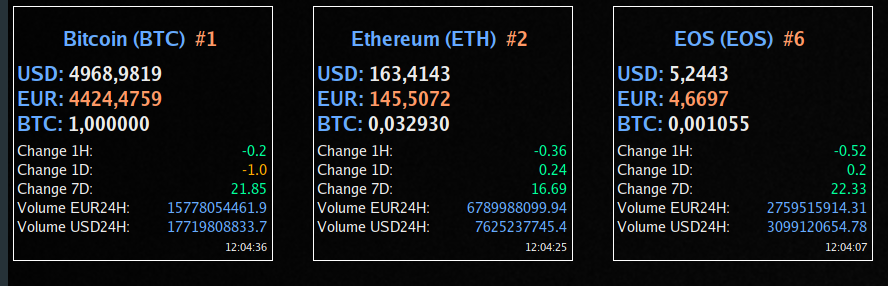 Bitcoin (BTC) #1
USD: 4968,9819
EUR: 4424,4759
BTC: 1,000000
Change 1H: -0.2
Change 1D: -1.0
Change 7D: 21.85
Volume EUR24H: 15778054461.9
Volume USD24H: 17719808833.7
12:04:36
Ethereum (ETH) #2
USD: 163,4143
EUR: 145,5072
BTC: 0,032930
Change 1H: -0.36
Change 1D: 0.24
Change 7D: 16.69
Volume EUR24H: 6789988099.94
Volume USD24H: 7625237745.4
12:04:25
EOS (EOS) #6
USD: 5,2443
EUR: 4,6697
BTC: 0,001055
Change 1H: -0.52
Change 1D: 0.2
Change 7D: 22.33
Volume EUR24H: 2759515914.31
Volume USD24H: 3099120654.78
12:04:07